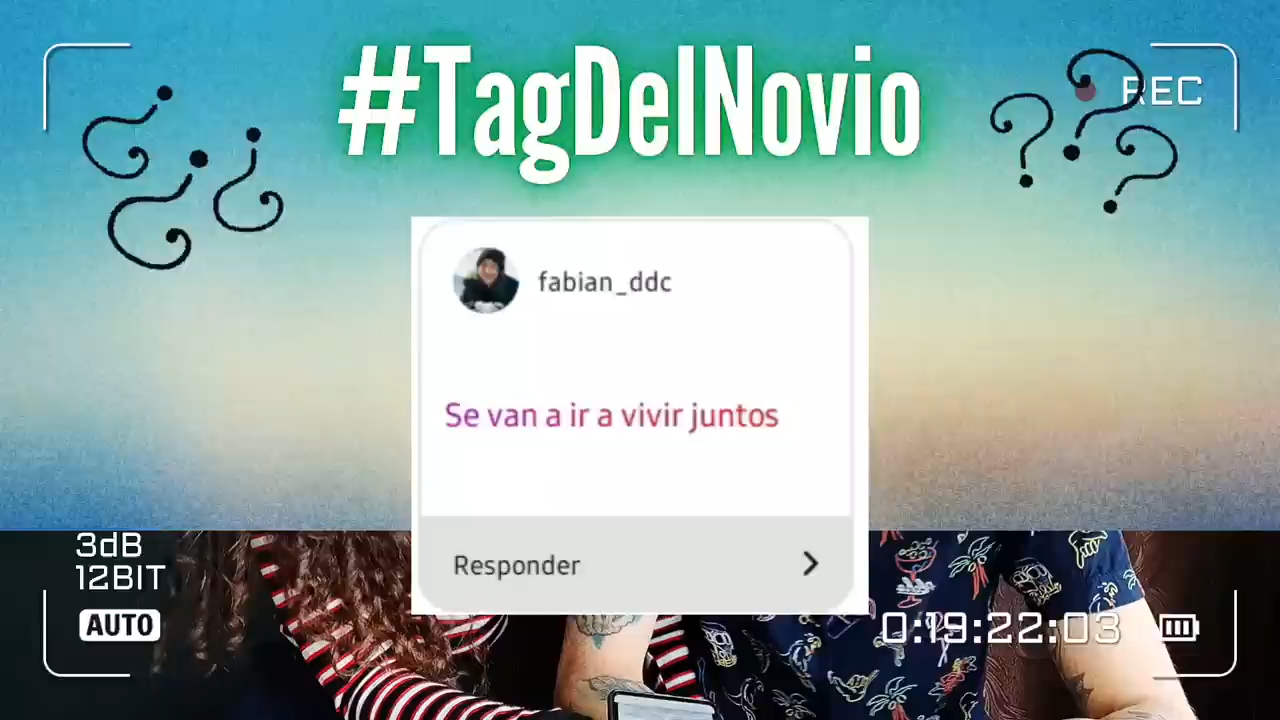 #TagDelNovio
REC
fabian_ddc
Se van a ir a vivir juntos
Responder
3dB
12BIT
AUTO
0:19:22:03